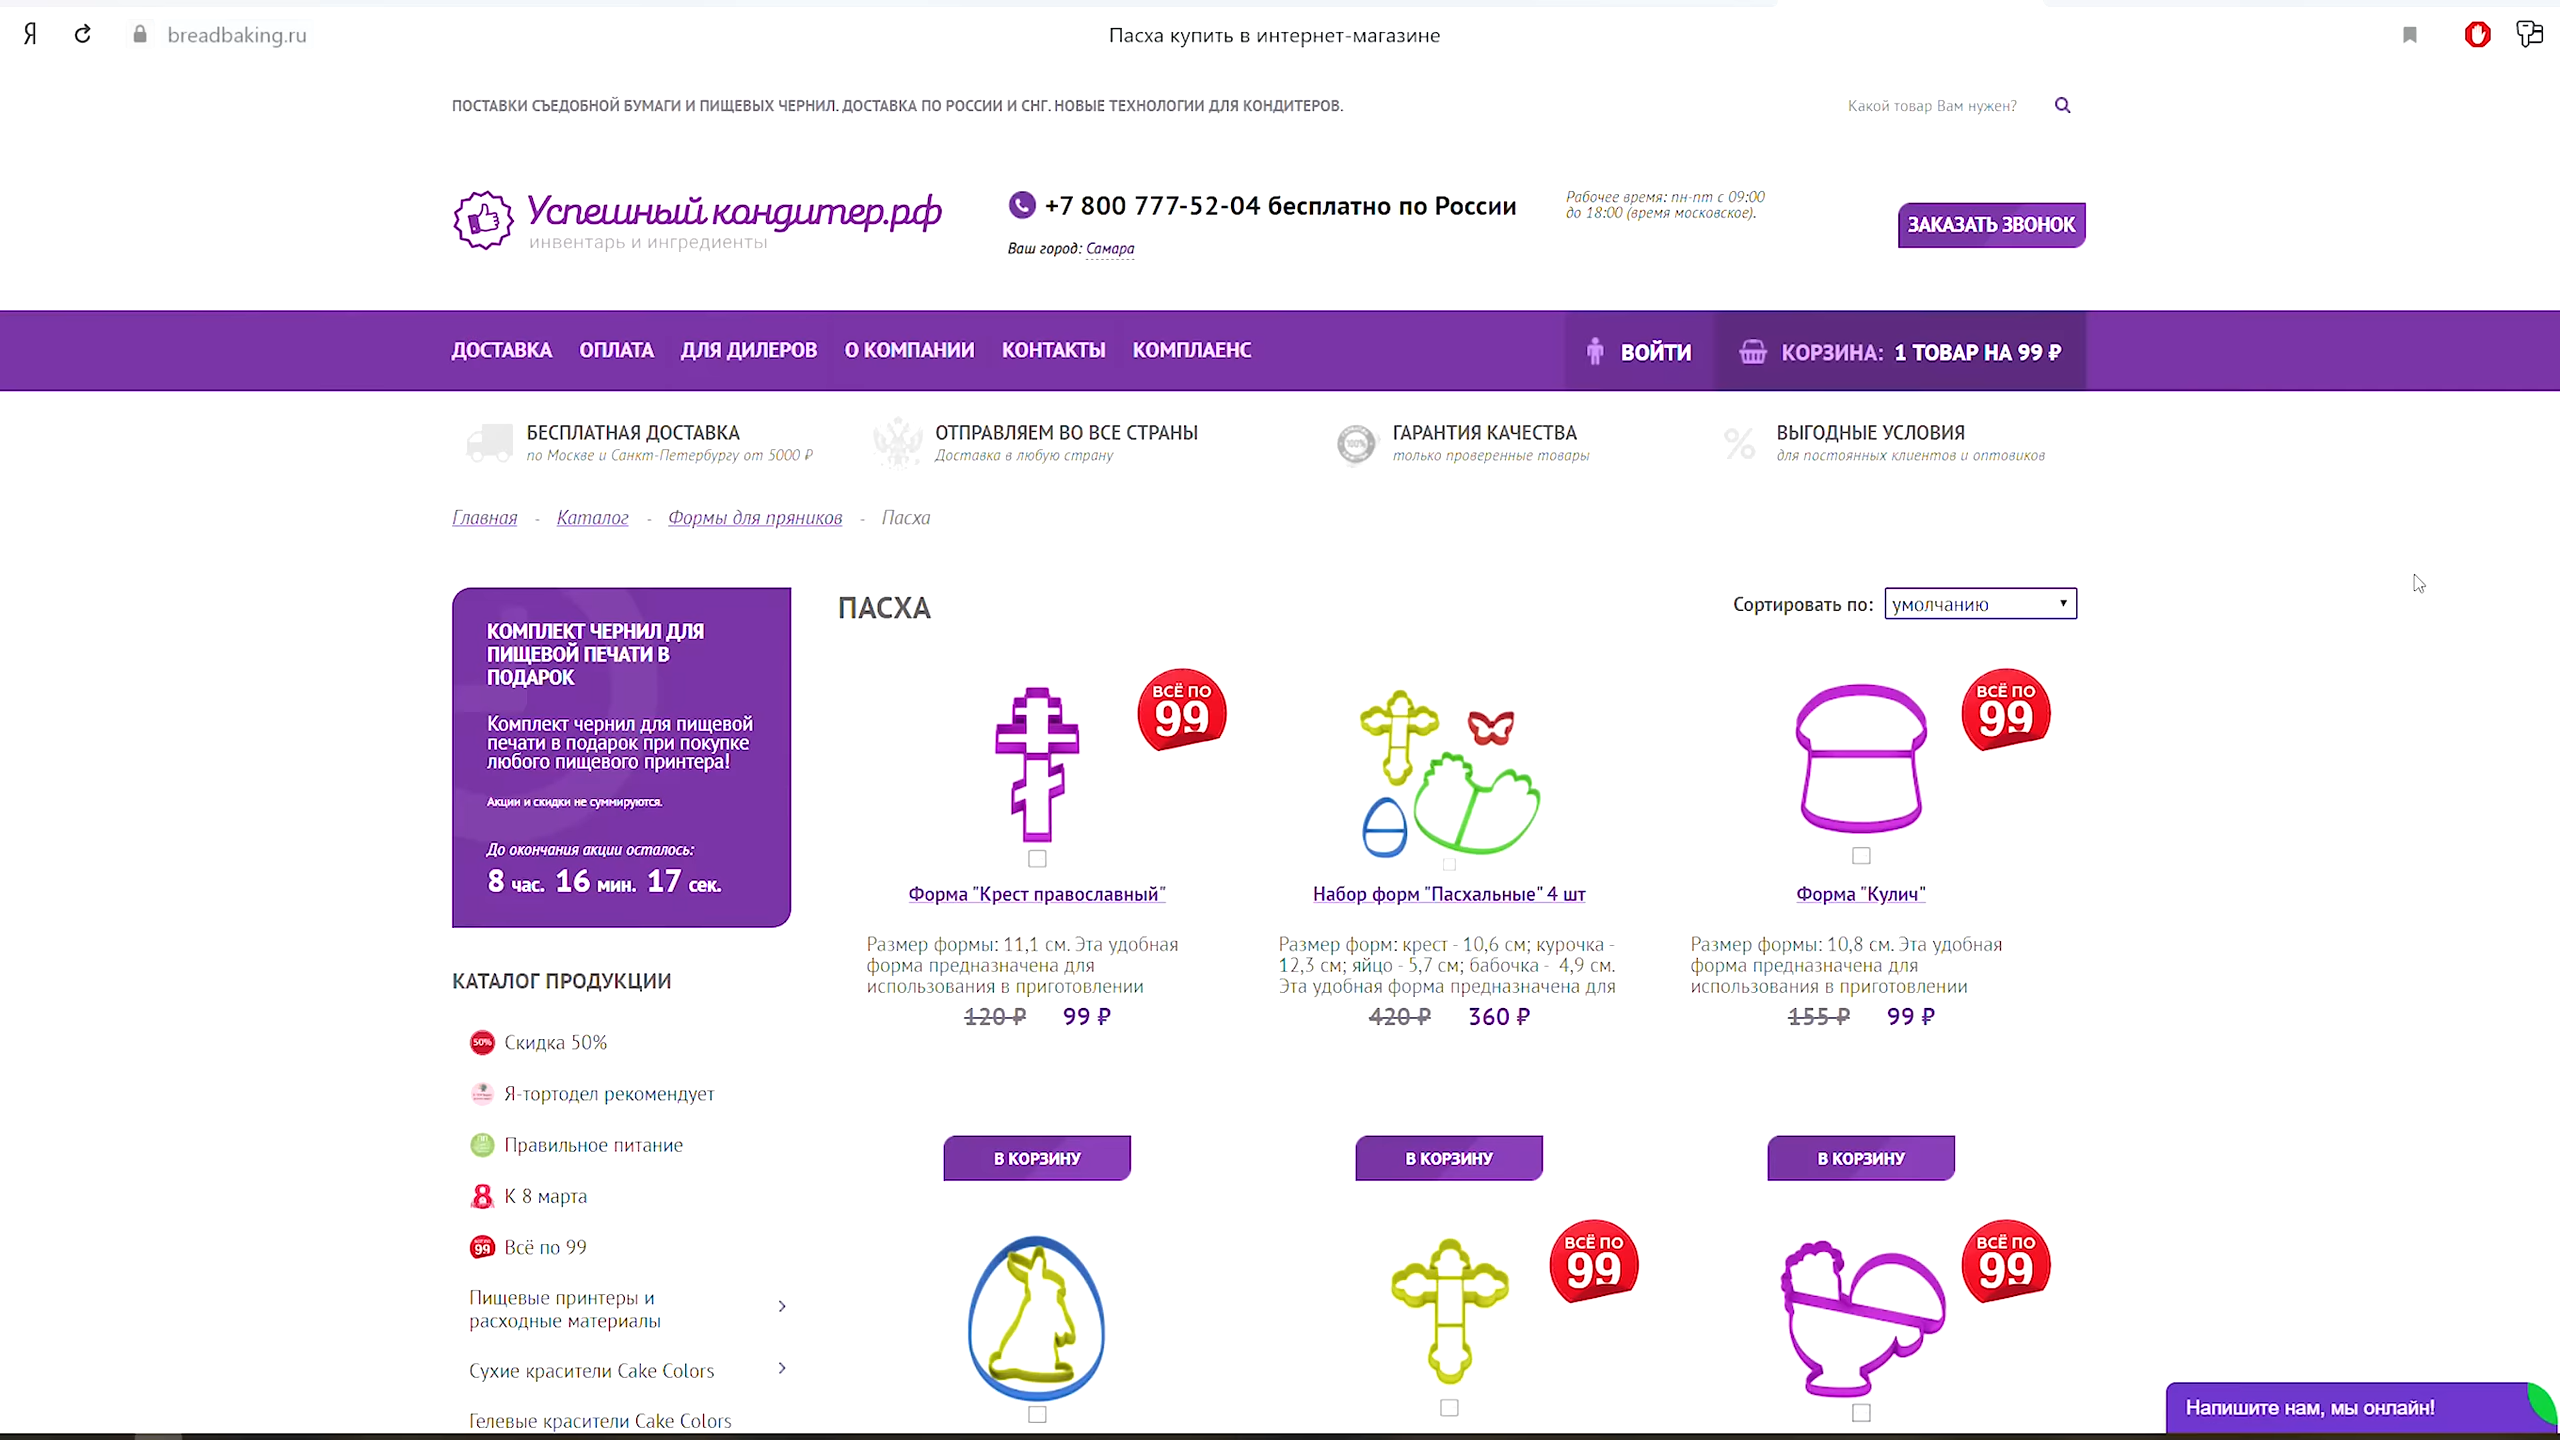 Я breadbaking.ru Пасха купить в интернет-магазине
ПОСТАВКИ СЪЕДОБНОЙ БУМАГИ И ПИЩЕВЫХ ЧЕРНИЛ. ДОСТАВКА ПО РОССИИ И СНГ. НОВЫЕ ТЕХНОЛОГИИ ДЛЯ КОНДИТЕРОВ.
Какой товар Вам нужен?
Успешный кондитер.рф
инвентарь и ингредиенты
+7 800 777-52-04 бесплатно по России
Ваш город: Самара
Рабочее время: пн-пт с 09:00
до 18:00 (время московское).
ЗАКАЗАТЬ ЗВОНОК
ДОСТАВКА ОПЛАТА ДЛЯ ДИЛЕРОВ О КОМПАНИИ КОНТАКТЫ КОМПЛАЕНС
ВОЙТИ
КОРЗИНА: 1 ТОВАР НА 99 ₽
БЕСПЛАТНАЯ ДОСТАВКА
по Москве и Санкт-Петербургу от 5000 ₽
ОТПРАВЛЯЕМ ВО ВСЕ СТРАНЫ
Доставка в любую страну
100%
ГАРАНТИЯ КАЧЕСТВА
только проверенные товары
%
ВЫГОДНЫЕ УСЛОВИЯ
для постоянных клиентов и оптовиков
Главная - Каталог - Формы для пряников - Пасха
КОМПЛЕКТ ЧЕРНИЛ ДЛЯ
ПИЩЕВОЙ ПЕЧАТИ В
ПОДАРОК
Комплект чернил для пищевой
печати в подарок при покупке
любого пищевого принтера!
Акции и скидки не суммируются.
До окончания акции осталось:
8 час. 16 мин. 17 сек.
КАТАЛОГ ПРОДУКЦИИ
50% Скидка 50%
Я-тортодел рекомендует
Правильное питание
8 К 8 марта
99 Всё по 99
Пищевые принтеры и
расходные материалы
Сухие красители Cake Colors
Гелевые красители Cake Colors
ПАСХА
Сортировать по: умолчанию
ВСЁ ПО
99
Форма "Крест православный"
Размер формы: 11,1 см. Эта удобная
форма предназначена для
использования в приготовлении
120 ₽ 99 ₽
В КОРЗИНУ
Набор форм "Пасхальные" 4 шт
Размер форм: крест - 10,6 см; курочка -
12,3 см; яйцо - 5,7 см; бабочка - 4,9 см.
Эта удобная форма предназначена для
420 ₽ 360 ₽
В КОРЗИНУ
ВСЁ ПО
99
Форма "Кулич"
Размер формы: 10,8 см. Эта удобная
форма предназначена для
использования в приготовлении
155 ₽ 99 ₽
В КОРЗИНУ
ВСЁ ПО
99
ВСЁ ПО
99
Напишите нам, мы онлайн!